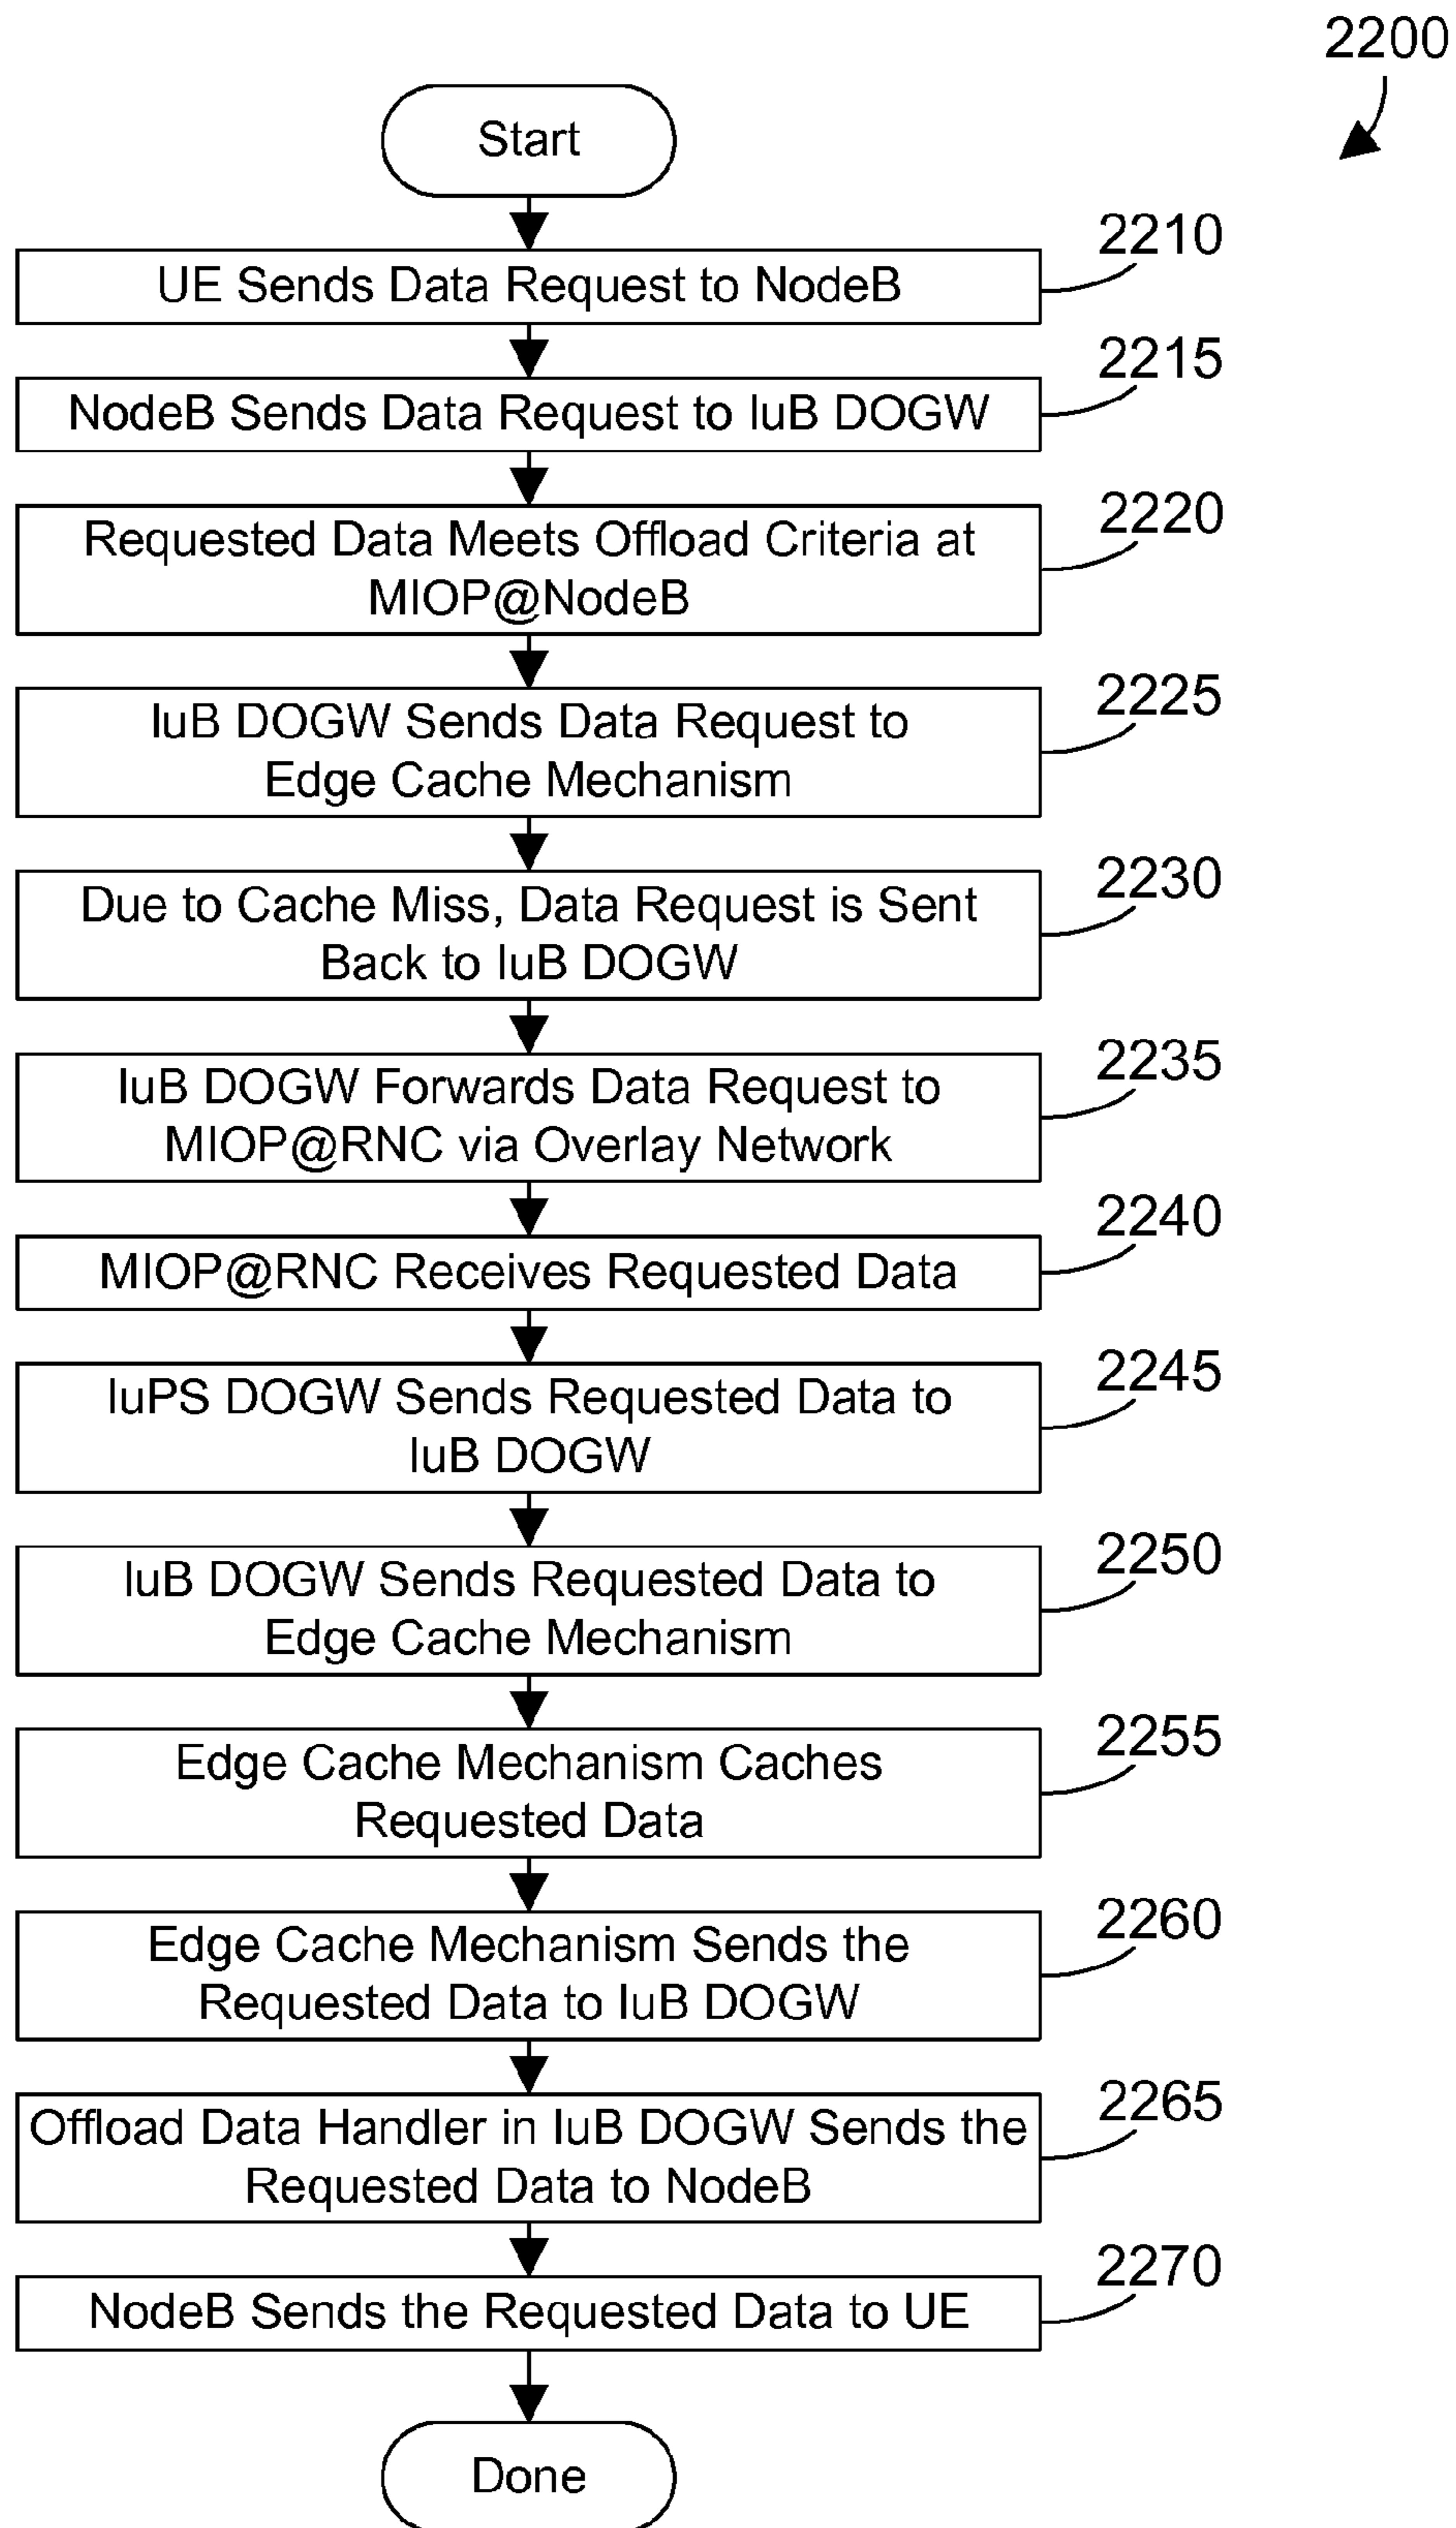 2200
Start
2210
UE Sends Data Request to NodeB
2215
NodeB Sends Data Request to IuB DOGW
2220
Requested Data Meets Offload Criteria at
MIOP@NodeB
2225
IuB DOGW Sends Data Request to
Edge Cache Mechanism
2230
Due to Cache Miss, Data Request is Sent
Back to IuB DOGW
2235
IuB DOGW Forwards Data Request to
MIOP@RNC via Overlay Network
2240
MIOP@RNC Receives Requested Data
2245
IuPS DOGW Sends Requested Data to
IuB DOGW
2250
IuB DOGW Sends Requested Data to
Edge Cache Mechanism
2255
Edge Cache Mechanism Caches
Requested Data
2260
Edge Cache Mechanism Sends the
Requested Data to IuB DOGW
2265
Offload Data Handler in IuB DOGW Sends the
Requested Data to NodeB
2270
NodeB Sends the Requested Data to UE
Done